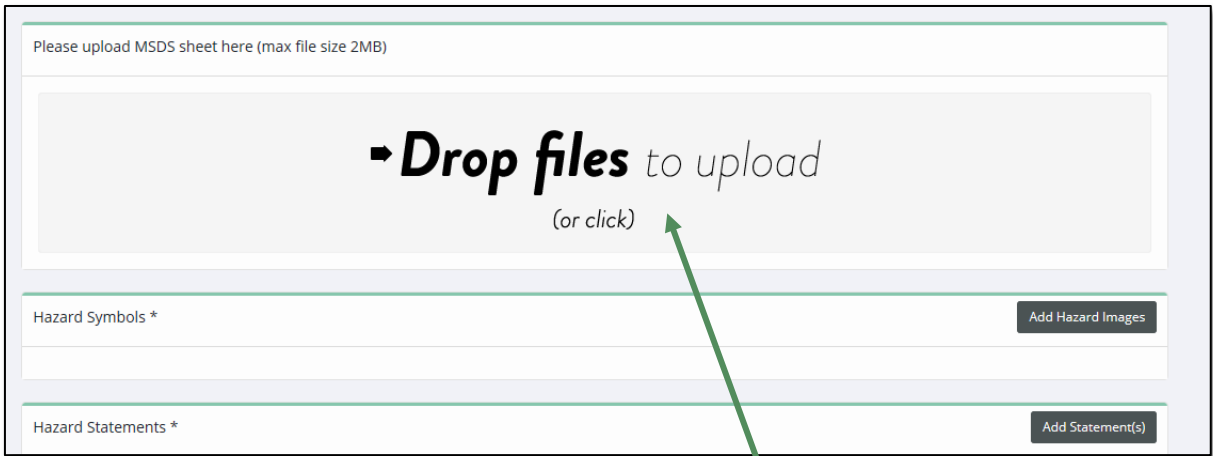 Please upload MSDS sheet here (max file size 2MB)
Drop files to upload
(or click)
Hazard Symbols *
Add Hazard Images
Hazard Statements *
Add Statement(s)